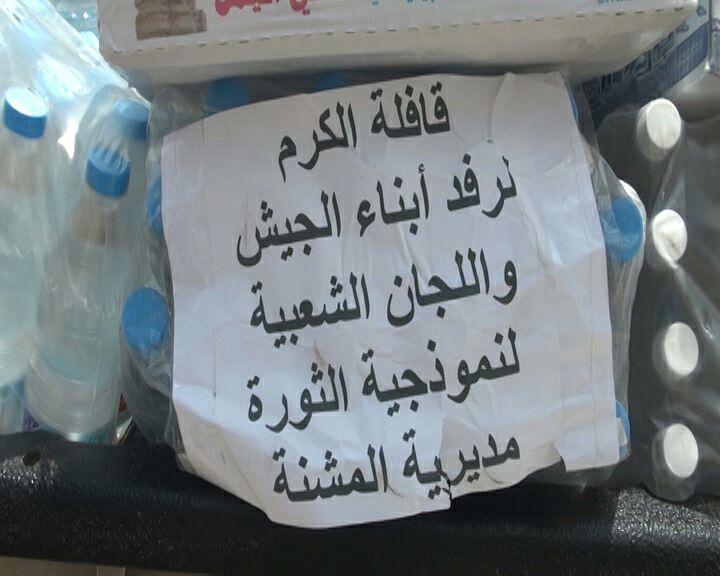 قافلة الكرم
لرفد أبناء الجيش
واللجان الشعبية
لنموذجية الثورة
مديرية المشنة